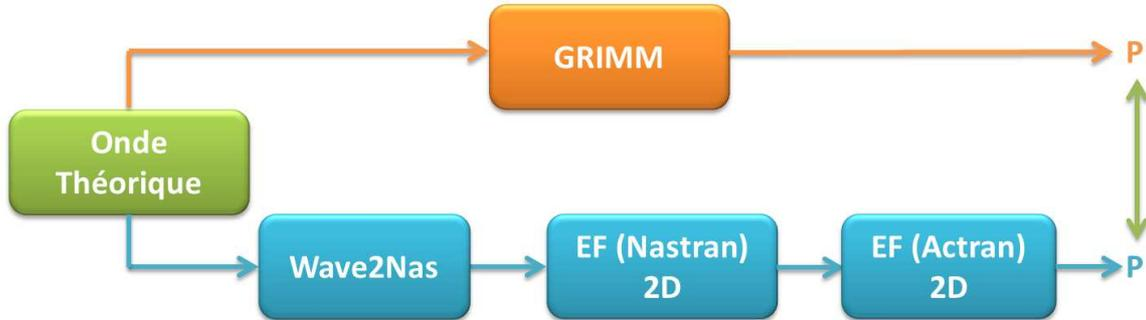 GRIMM
P
Onde
Théorique
Wave2Nas
EF (Nastran)
2D
EF (Actran)
2D
P